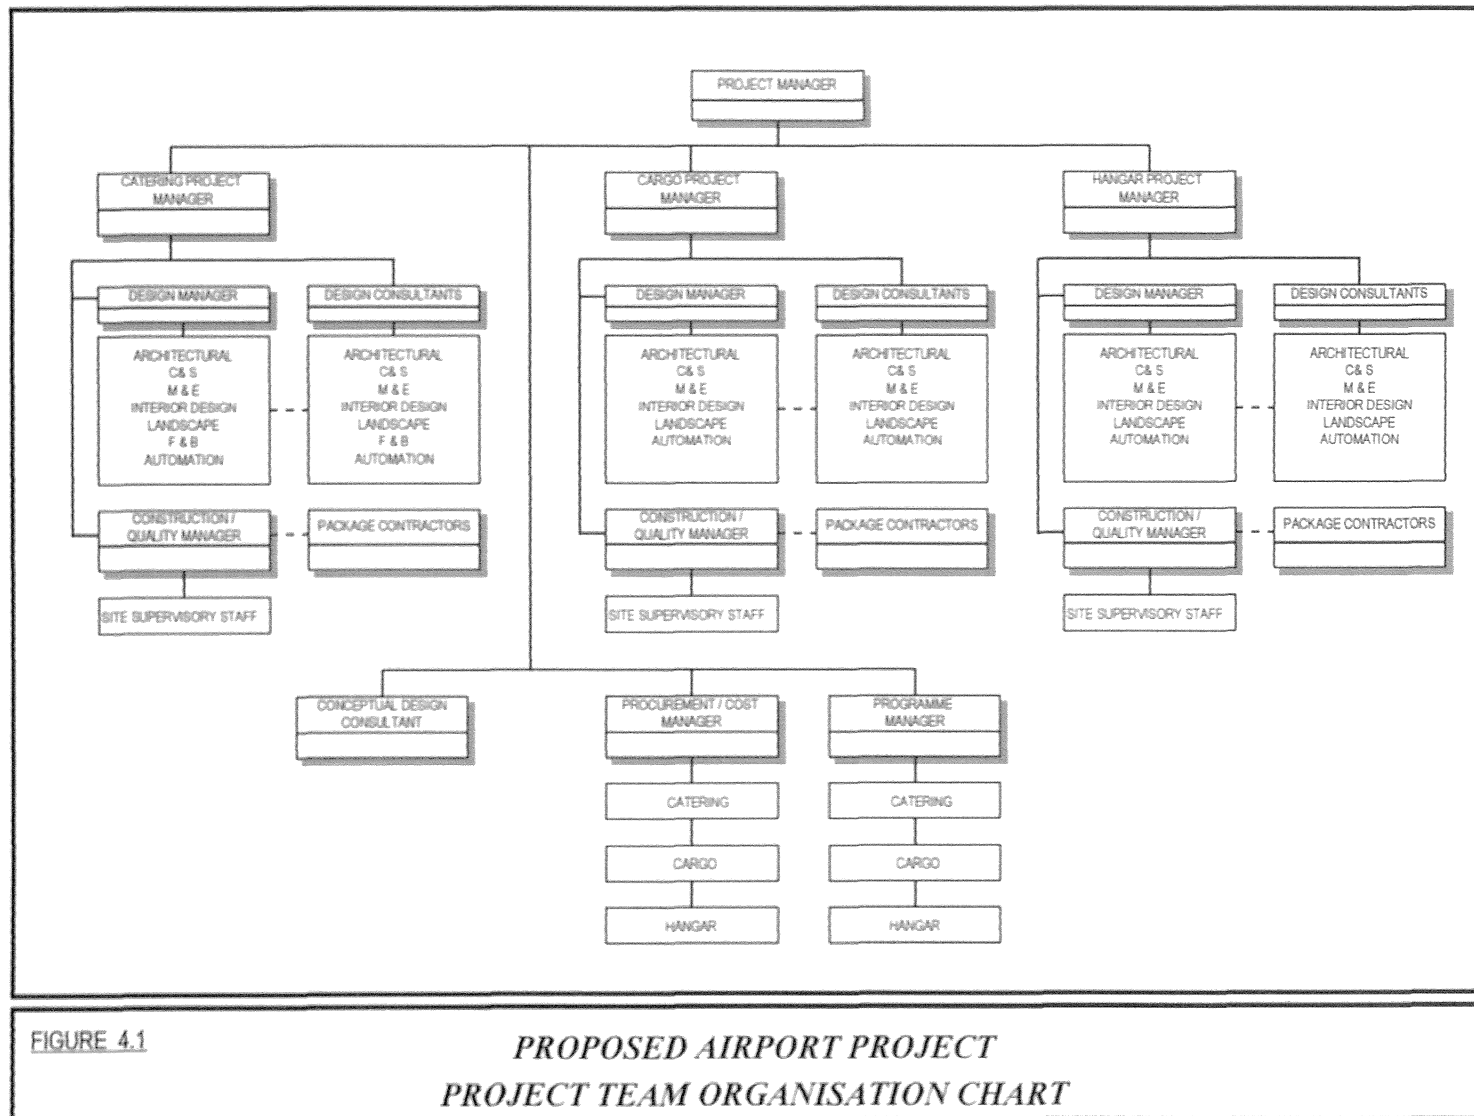 PROJECT MANAGER
CATERING PROJECT
MANAGER
CARGO PROJECT
MANAGER
HANGAR PROJECT
MANAGER
DESIGN MANAGER
DESIGN CONSULTANTS
DESIGN MANAGER
DESIGN CONSULTANTS
DESIGN MANAGER
DESIGN CONSULTANTS
ARCHITECTURAL
C& S
M & E
INTERIOR DESIGN
LANDSCAPE
F & B
AUTOMATION
ARCHITECTURAL
C& S
M & E
INTERIOR DESIGN
LANDSCAPE
F & B
AUTOMATION
ARCHITECTURAL
C& S
M & E
INTERIOR DESIGN
LANDSCAPE
AUTOMATION
ARCHITECTURAL
C& S
M & E
INTERIOR DESIGN
LANDSCAPE
AUTOMATION
ARCHITECTURAL
C& S
M & E
INTERIOR DESIGN
LANDSCAPE
AUTOMATION
ARCHITECTURAL
C& S
M & E
INTERIOR DESIGN
LANDSCAPE
AUTOMATION
CONSTRUCTION /
QUALITY MANAGER
PACKAGE CONTRACTORS
CONSTRUCTION /
QUALITY MANAGER
PACKAGE CONTRACTORS
CONSTRUCTION /
QUALITY MANAGER
PACKAGE CONTRACTORS
SITE SUPERVISORY STAFF
SITE SUPERVISORY STAFF
SITE SUPERVISORY STAFF
CONCEPTUAL DESIGN
CONSULTANT
PROCUREMENT / COST
MANAGER
PROGRAMME
MANAGER
CATERING
CATERING
CARGO
CARGO
HANGAR
HANGAR
FIGURE 4.1
PROPOSED AIRPORT PROJECT
PROJECT TEAM ORGANISATION CHART